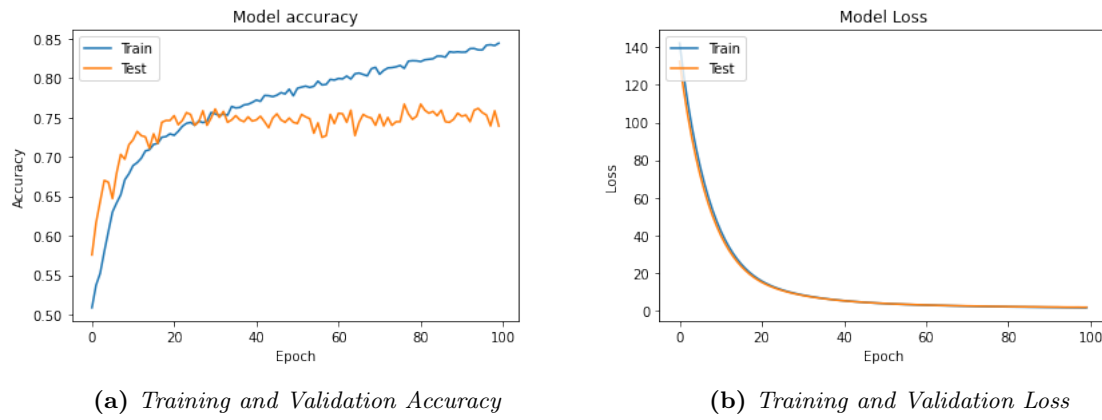 Model accuracy
Train
Test
0.85
0.80
0.75
0.70
0.65
0.60
0.55
0.50
Accuracy
0
20
40
60
80
100
Epoch
(a) Training and Validation Accuracy
Model Loss
Train
Test
140
120
100
80
60
40
20
0
Loss
0
20
40
60
80
100
Epoch
(b) Training and Validation Loss